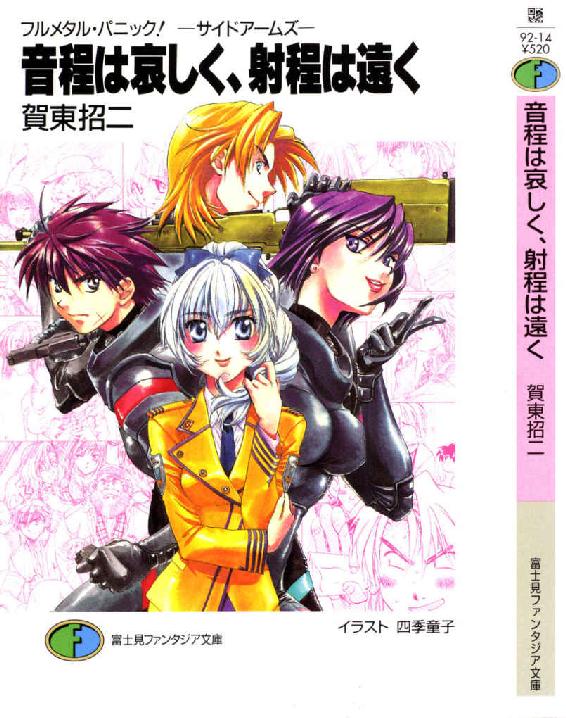 フルメタル・パニック! ―サイドアームズ―
音程は哀しく、射程は遠く
賀東招二
イラスト 四季童子
F 富士見ファンタジア文庫
92-14
¥520
F
音程は哀しく、射程は遠く
賀東招二
富士見ファンタジア文庫